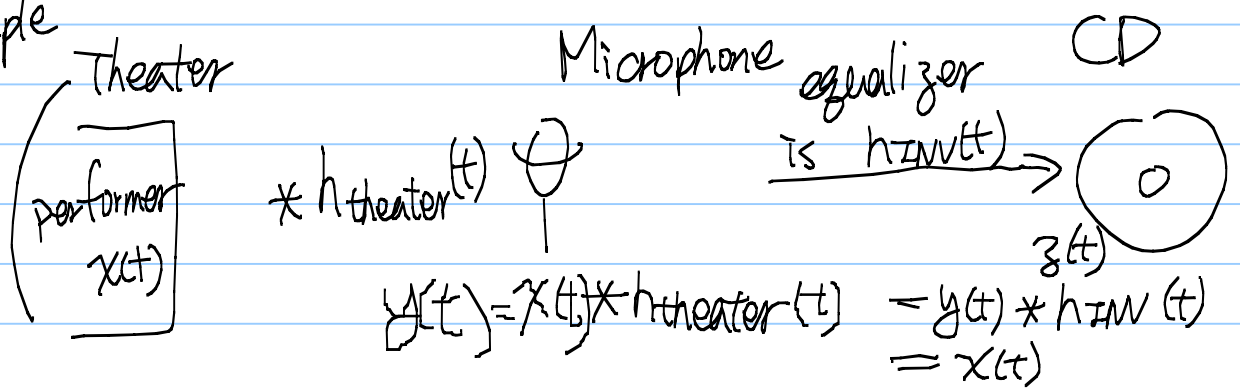 ple
Theater
Microphone
CD
equalizer
is hINV(t)
performer
x(t)
* htheater(t)
z(t)
y(t)=x(t)*htheater(t)
=y(t)*hINV(t)
=x(t)